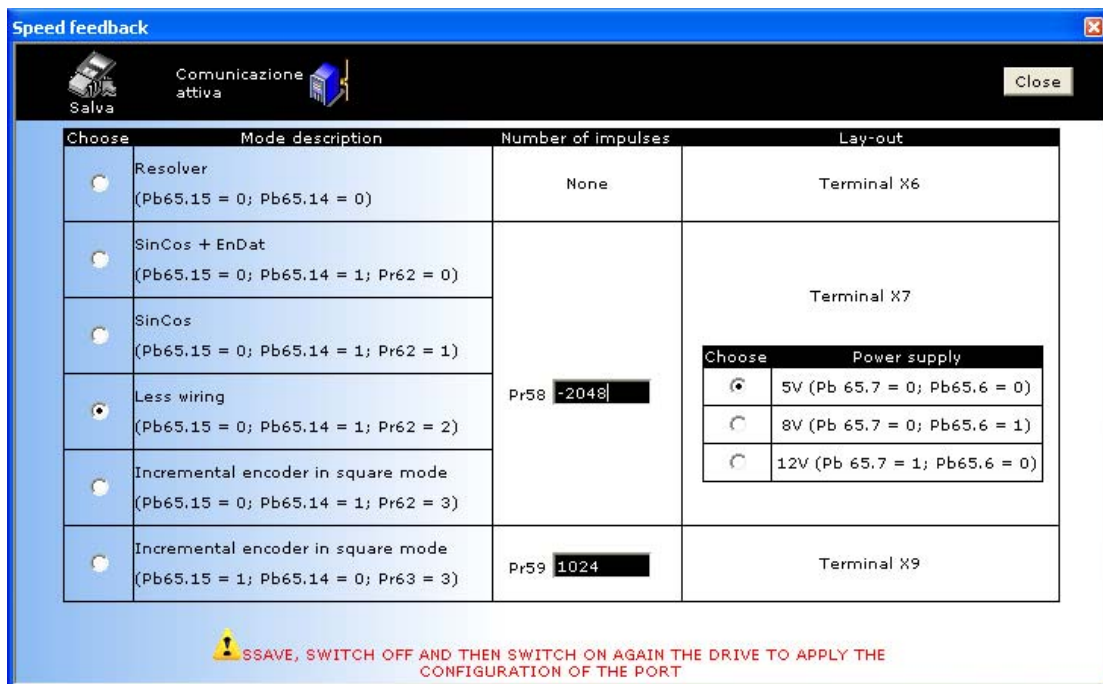 Speed feedback
Salva
Comunicazione
attiva
Close
Choose Mode description Number of impulses Lay-out
Resolver
(Pb65.15 = 0; Pb65.14 = 0)
None
Terminal X6
SinCos + EnDat
(Pb65.15 = 0; Pb65.14 = 1; Pr62 = 0)
SinCos
(Pb65.15 = 0; Pb65.14 = 1; Pr62 = 1)
Less wiring
(Pb65.15 = 0; Pb65.14 = 1; Pr62 = 2)
Incremental encoder in square mode
(Pb65.15 = 0; Pb65.14 = 1; Pr62 = 3)
Pr58 -2048
Terminal X7
Choose Power supply
5V (Pb 65.7 = 0; Pb65.6 = 0)
8V (Pb 65.7 = 0; Pb65.6 = 1)
12V (Pb 65.7 = 1; Pb65.6 = 0)
Incremental encoder in square mode
(Pb65.15 = 1; Pb65.14 = 0; Pr63 = 3)
Pr59 1024
Terminal X9
SSAVE, SWITCH OFF AND THEN SWITCH ON AGAIN THE DRIVE TO APPLY THE
CONFIGURATION OF THE PORT